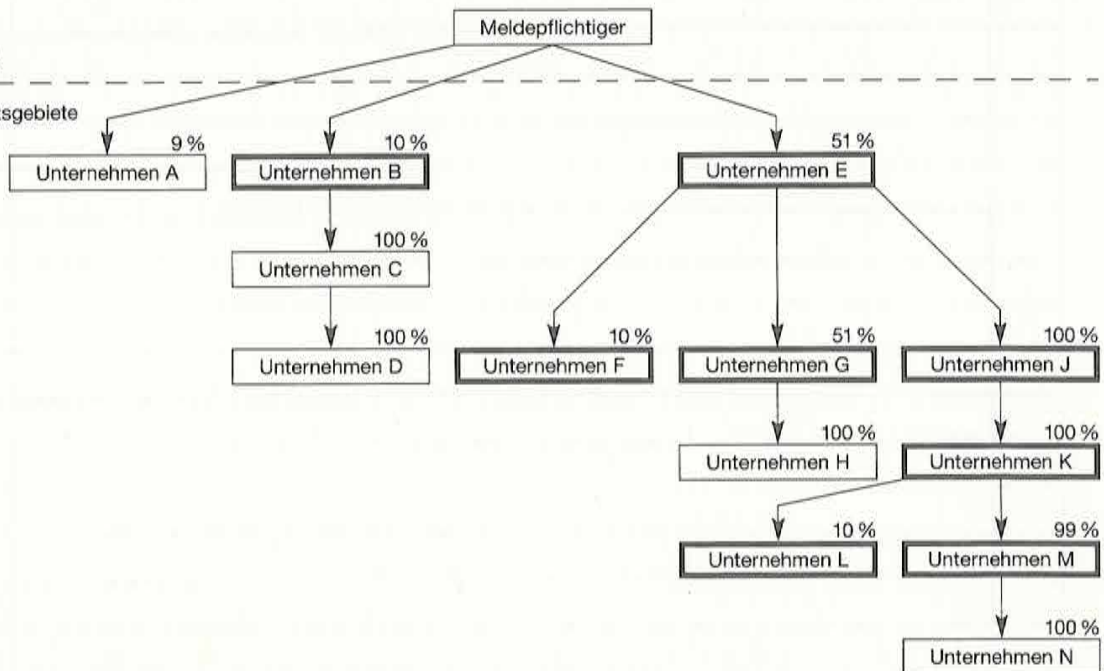 Meldepflichtiger
tsgebiete
9 %
10 %
51 %
Unternehmen A
Unternehmen B
Unternehmen E
100 %
Unternehmen C
100 %
10 %
51 %
100 %
Unternehmen D
Unternehmen F
Unternehmen G
Unternehmen J
100 %
100 %
Unternehmen H
Unternehmen K
10 %
99 %
Unternehmen L
Unternehmen M
100 %
Unternehmen N